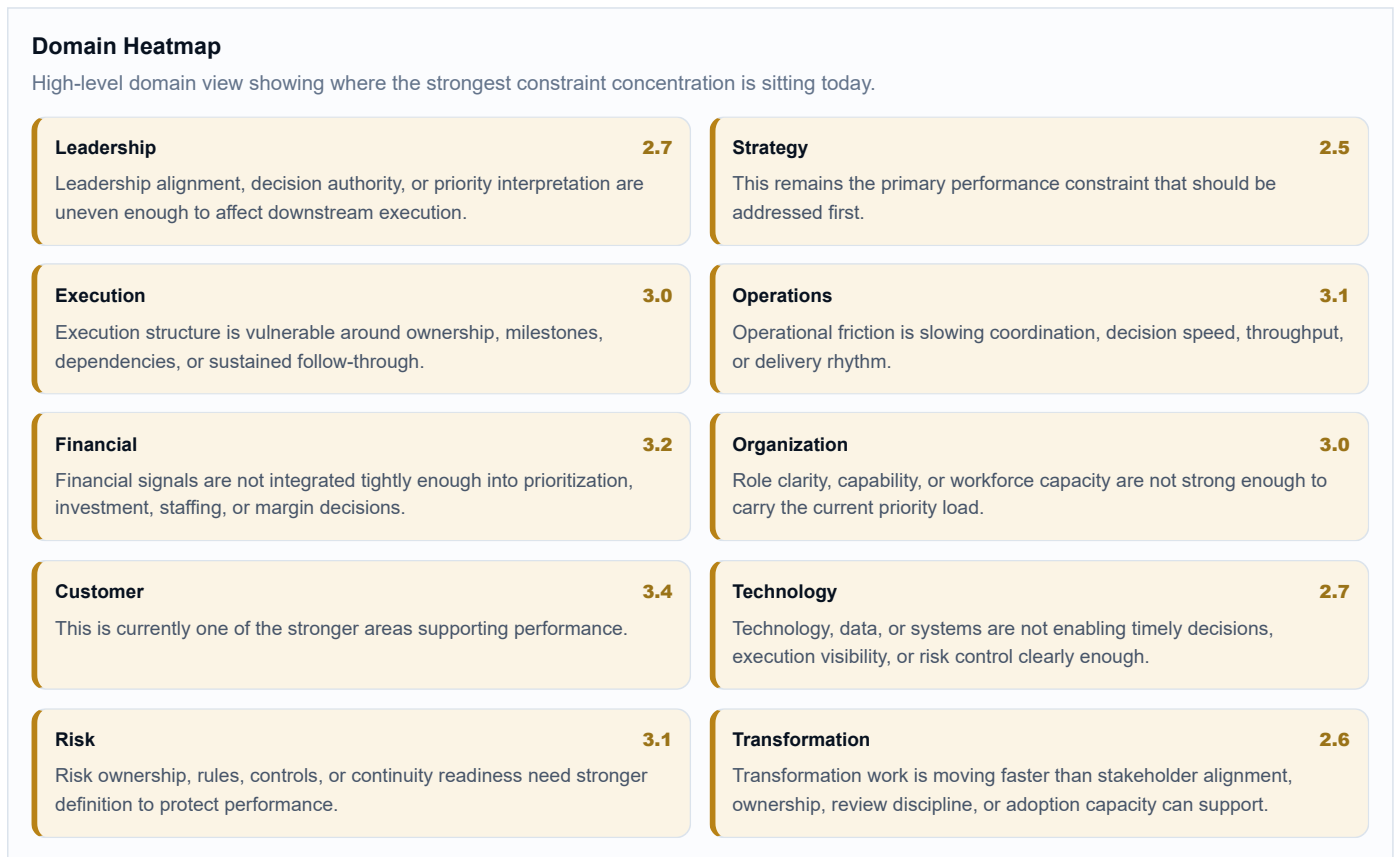 Domain Heatmap
High-level domain view showing where the strongest constraint concentration is sitting today.
Leadership 2.7
Leadership alignment, decision authority, or priority interpretation are
uneven enough to affect downstream execution.
Strategy 2.5
This remains the primary performance constraint that should be
addressed first.
Execution 3.0
Execution structure is vulnerable around ownership, milestones,
dependencies, or sustained follow-through.
Operations 3.1
Operational friction is slowing coordination, decision speed, throughput,
or delivery rhythm.
Financial 3.2
Financial signals are not integrated tightly enough into prioritization,
investment, staffing, or margin decisions.
Organization 3.0
Role clarity, capability, or workforce capacity are not strong enough to
carry the current priority load.
Customer 3.4
This is currently one of the stronger areas supporting performance.
Technology 2.7
Technology, data, or systems are not enabling timely decisions,
execution visibility, or risk control clearly enough.
Risk 3.1
Risk ownership, rules, controls, or continuity readiness need stronger
definition to protect performance.
Transformation 2.6
Transformation work is moving faster than stakeholder alignment,
ownership, review discipline, or adoption capacity can support.